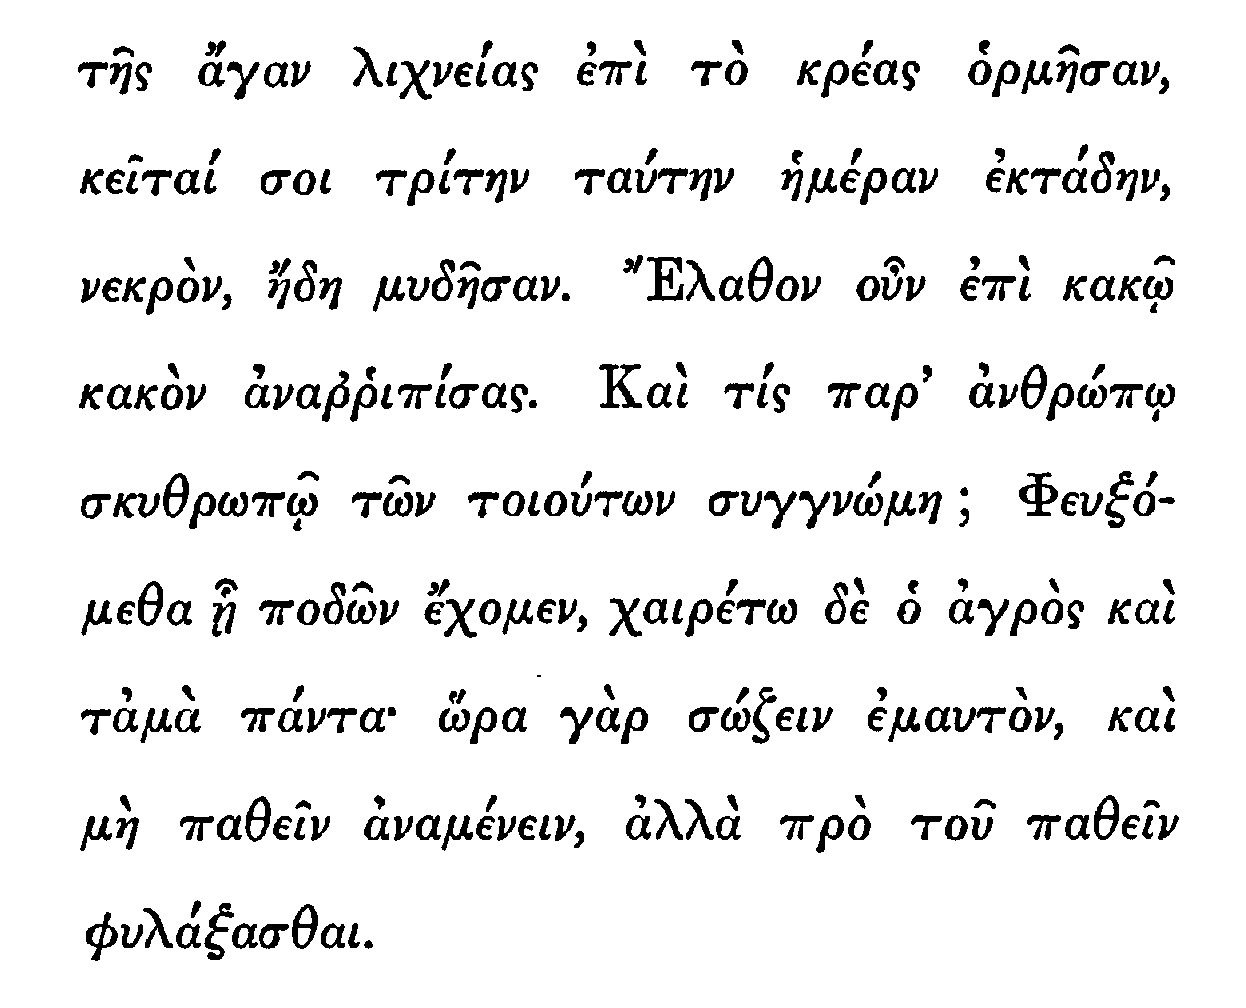 τῆς ἄγαν λιχνείας ἐπὶ τὸ κρέας ὁρμῆσαν,
κεῖταί σοι τρίτην ταύτην ἡμέραν ἐκτάδην,
νεκρὸν, ἤδη μυδῆσαν. Ἔλαθον οὖν ἐπὶ κακῷ
κακὸν ἀναῤῥιπίσας. Καὶ τίς παρ’ ἀνθρώπῳ
σκυθρωπῷ τῶν τοιούτων συγγνώμη ; Φευξό-
μεθα ᾗ ποδῶν ἔχομεν, χαιρέτω δὲ ὁ ἀγρὸς καὶ
τἀμὰ πάντα· ὥρα γὰρ σώζειν ἐμαυτὸν, καὶ
μὴ παθεῖν ἀναμένειν, ἀλλὰ πρὸ τοῦ παθεῖν
φυλάξασθαι.